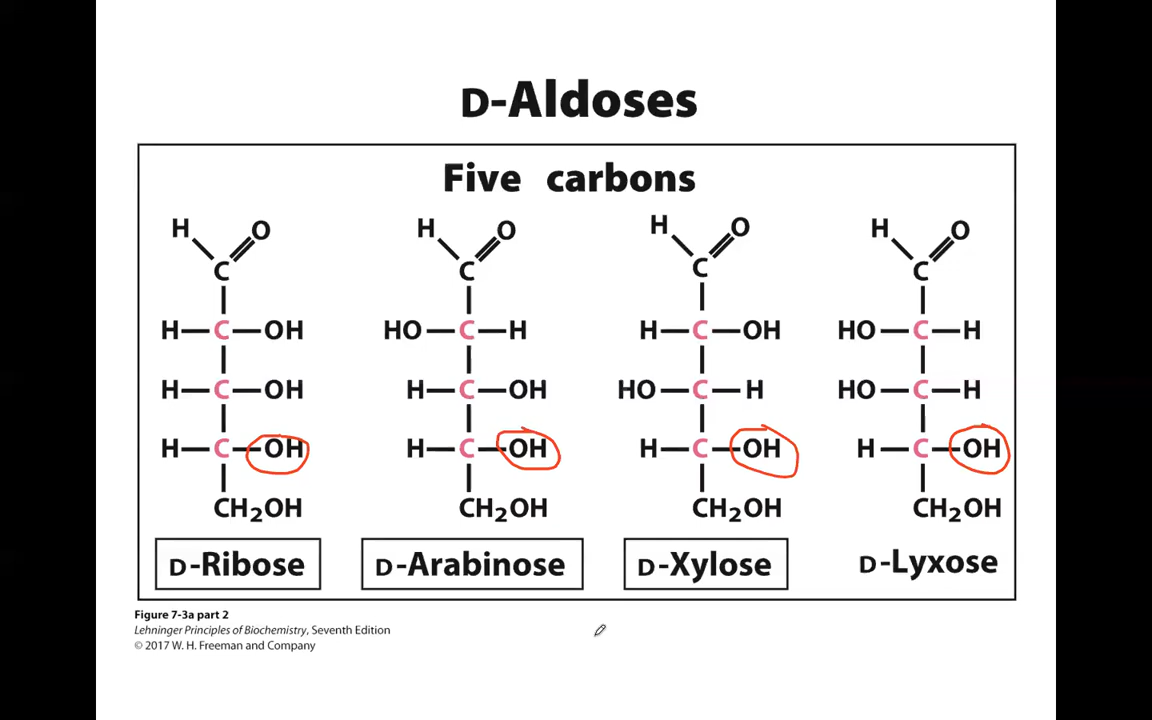 D-Aldoses
Five carbons
H O H O H O H O
C C C C
H—C—OH HO—C—H H—C—OH HO—C—H
H—C—OH H—C—OH HO—C—H HO—C—H
H—C—OH H—C—OH H—C—OH H—C—OH
CH₂OH CH₂OH CH₂OH CH₂OH
D-Ribose D-Arabinose D-Xylose D-Lyxose
Figure 7-3a part 2
Lehninger Principles of Biochemistry, Seventh Edition
© 2017 W. H. Freeman and Company